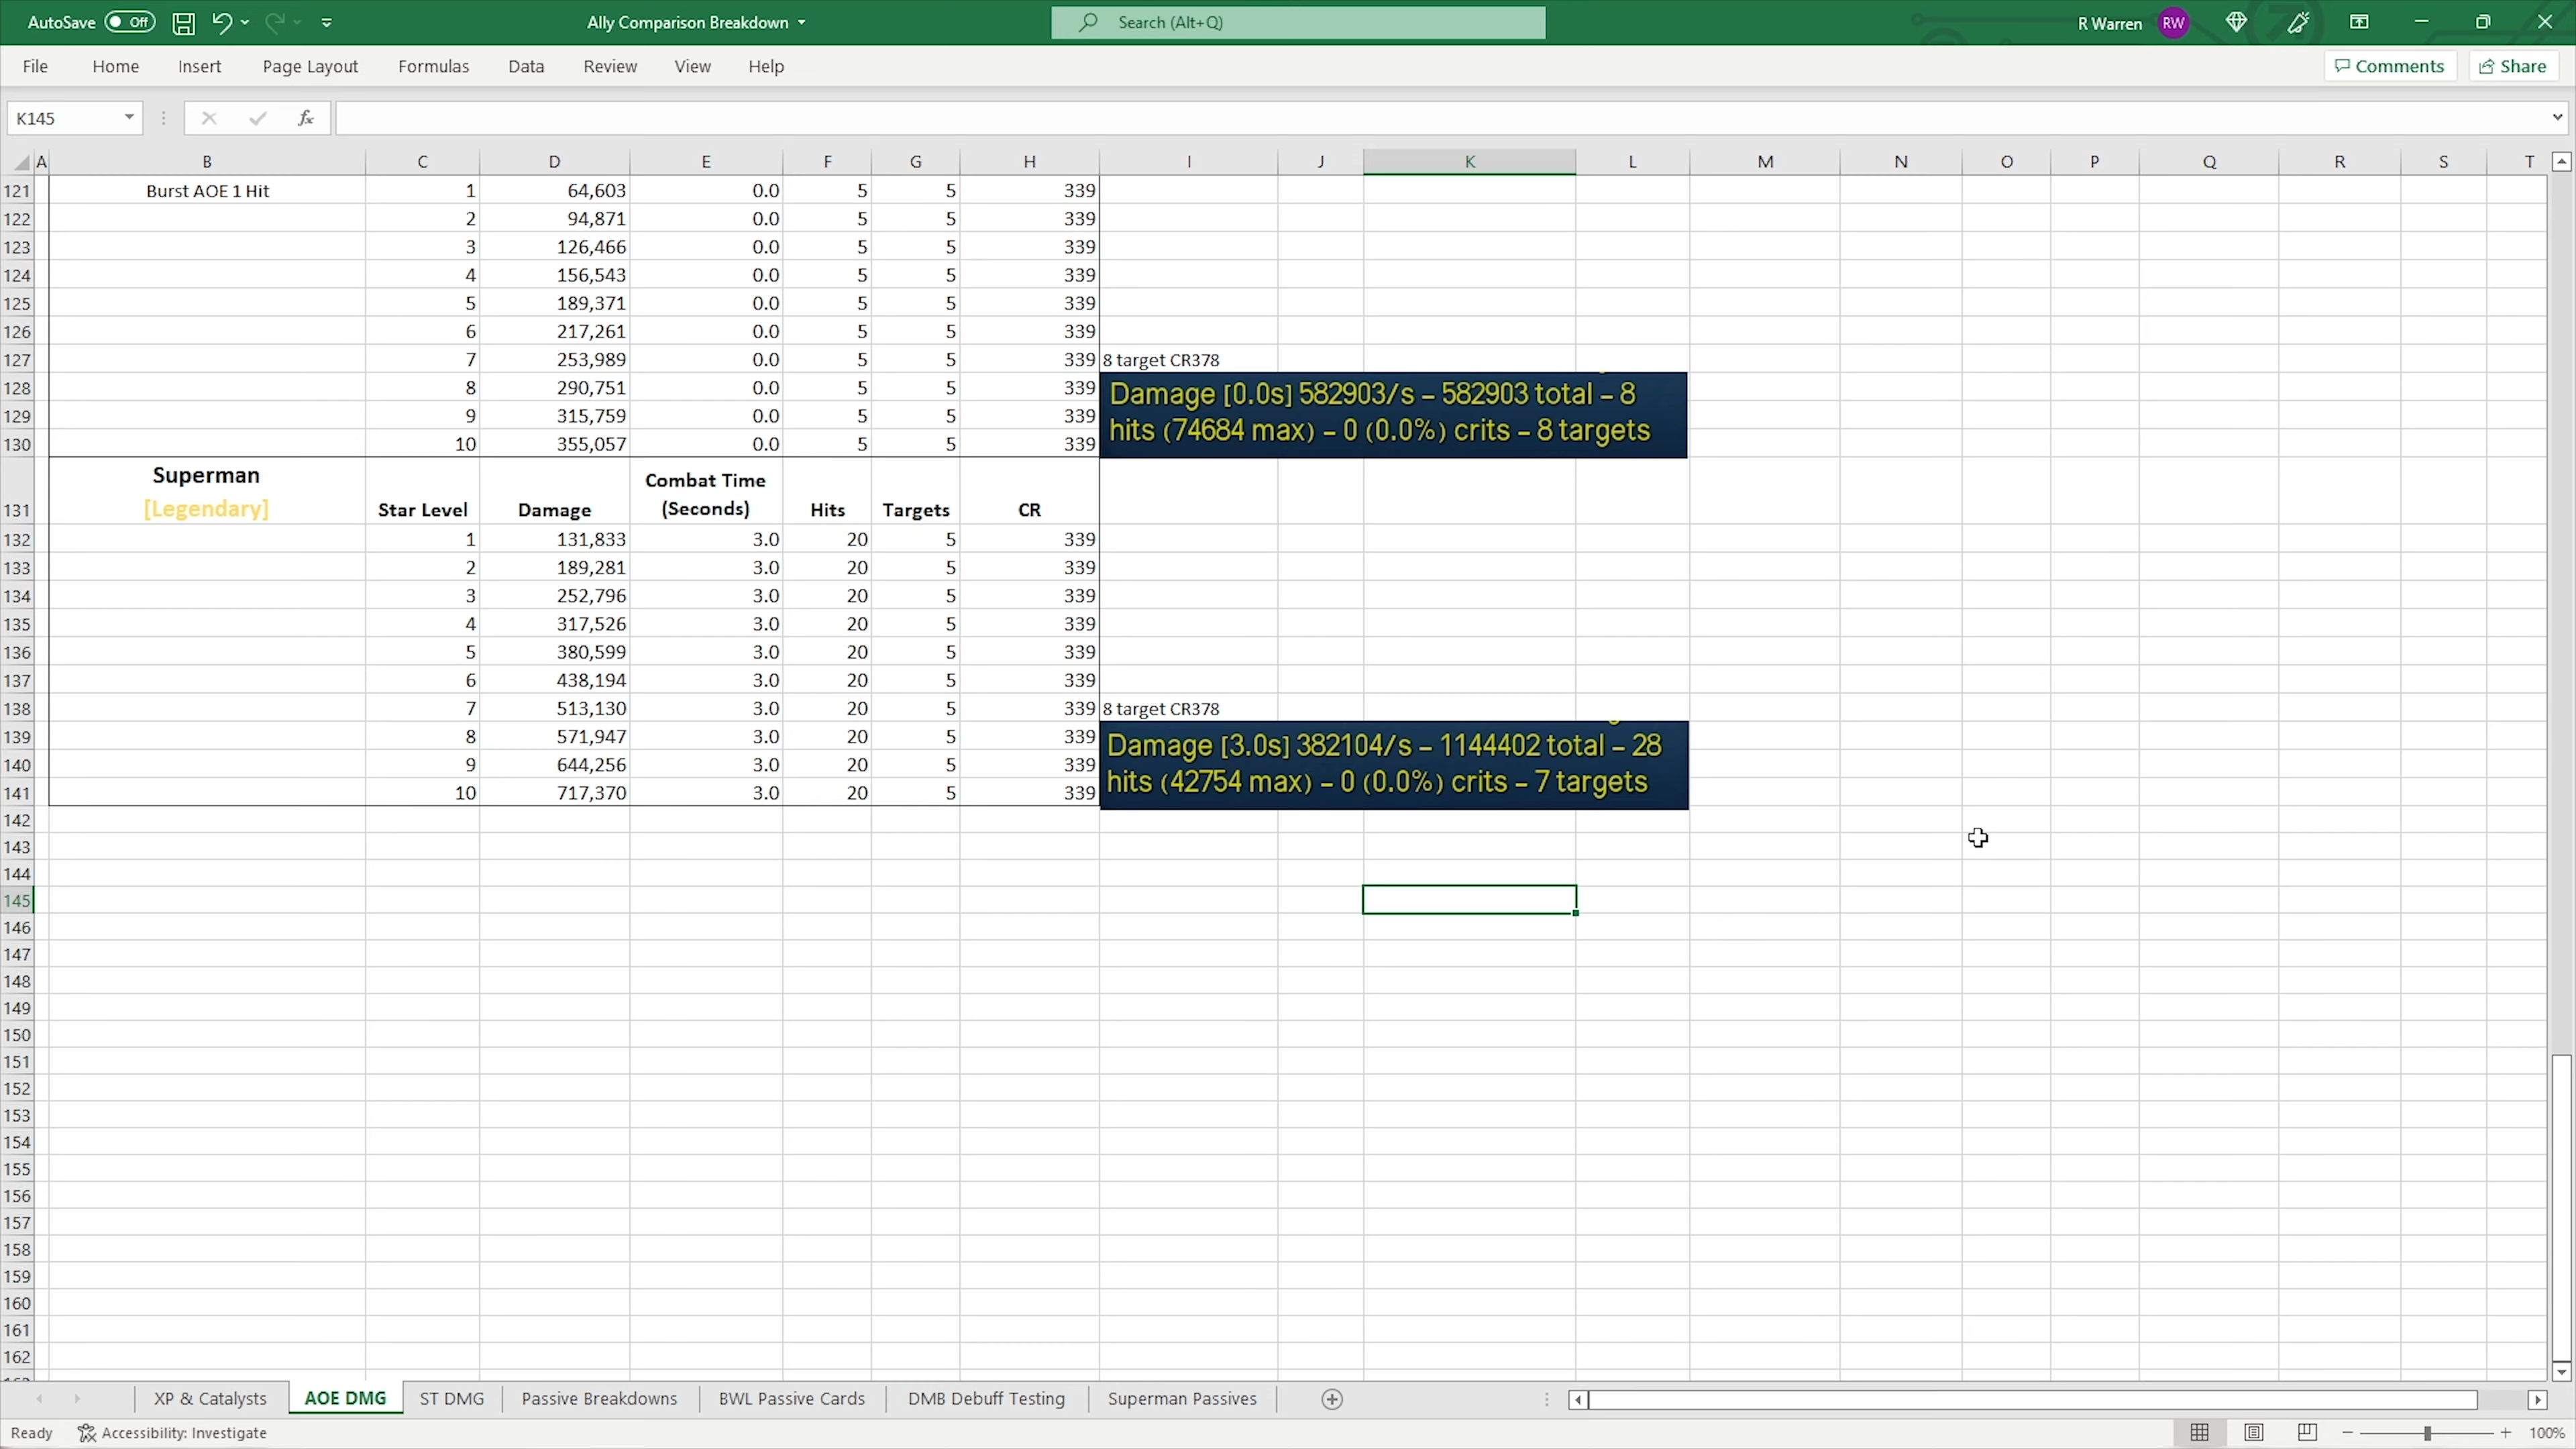 AutoSave Off Ally Comparison Breakdown Search (Alt+Q) R Warren RW
File Home Insert Page Layout Formulas Data Review View Help Comments Share
K145 fx
A B C D E F G H I J K L M N O P Q R S T
121 Burst AOE 1 Hit 1 64,603 0.0 5 5 339
122 2 94,871 0.0 5 5 339
123 3 126,466 0.0 5 5 339
124 4 156,543 0.0 5 5 339
125 5 189,371 0.0 5 5 339
126 6 217,261 0.0 5 5 339
127 7 253,989 0.0 5 5 339 8 target CR378
128 8 290,751 0.0 5 5 339
129 9 315,759 0.0 5 5 339
130 10 355,057 0.0 5 5 339
Damage [0.0s] 582903/s – 582903 total – 8
hits (74684 max) – 0 (0.0%) crits – 8 targets
Superman
[Legendary]
Combat Time
(Seconds)
131 Star Level Damage Hits Targets CR
132 1 131,833 3.0 20 5 339
133 2 189,281 3.0 20 5 339
134 3 252,796 3.0 20 5 339
135 4 317,526 3.0 20 5 339
136 5 380,599 3.0 20 5 339
137 6 438,194 3.0 20 5 339
138 7 513,130 3.0 20 5 339 8 target CR378
139 8 571,947 3.0 20 5 339
140 9 644,256 3.0 20 5 339
141 10 717,370 3.0 20 5 339
Damage [3.0s] 382104/s – 1144402 total – 28
hits (42754 max) – 0 (0.0%) crits – 7 targets
142
143
144
145
146
147
148
149
150
151
152
153
154
155
156
157
158
159
160
161
162
XP & Catalysts AOE DMG ST DMG Passive Breakdowns BWL Passive Cards DMB Debuff Testing Superman Passives
Ready Accessibility: Investigate 100%